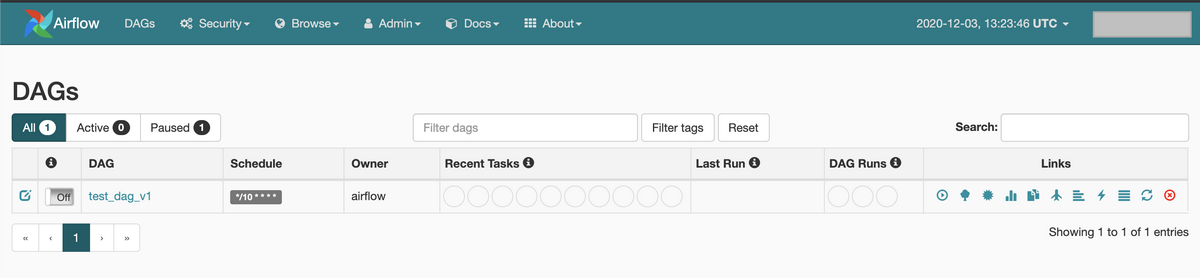 Airflow DAGs Security Browse Admin Docs About 2020-12-03, 13:23:46 UTC
DAGs
All 1 Active 0 Paused 1 Filter dags Filter tags Reset Search:
DAG Schedule Owner Recent Tasks Last Run DAG Runs Links
Off test_dag_v1 */10 * * * * airflow
« ‹ 1 › » Showing 1 to 1 of 1 entries